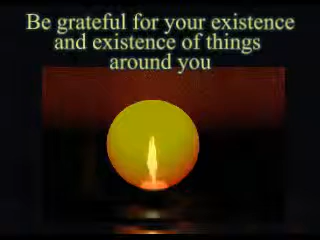 Be grateful for your existence
and existence of things
around you